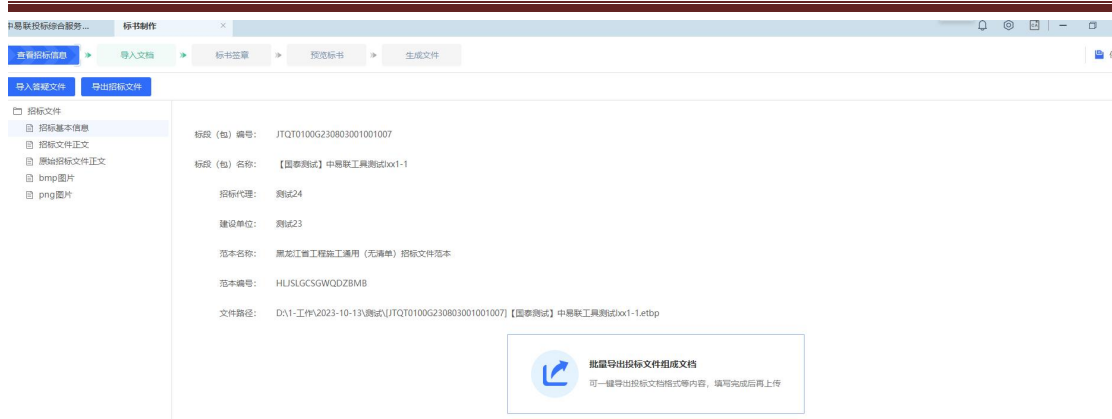 中易联投标综合服务... 标书制作
查看招标信息 导入文档 标书签章 预览标书 生成文件
导入答疑文件 导出招标文件
招标文件
招标基本信息
招标文件正文
原始招标文件正文
bmp图片
png图片
标段（包）编号： JTQT0100G230803001001007
标段（包）名称： 【国泰测试】中易联工具测试lxx1-1
招标代理： 测试24
建设单位： 测试23
范本名称： 黑龙江省工程施工通用（无清单）招标文件范本
范本编号： HLJSLGCSGWQDZBMB
文件路径： D:\1-工作\2023-10-13\测试\[JTQT0100G230803001001007]【国泰测试】中易联工具测试lxx1-1.etbp
批量导出投标文件组成文档
可一键导出投标文档格式等内容，填写完成后再上传